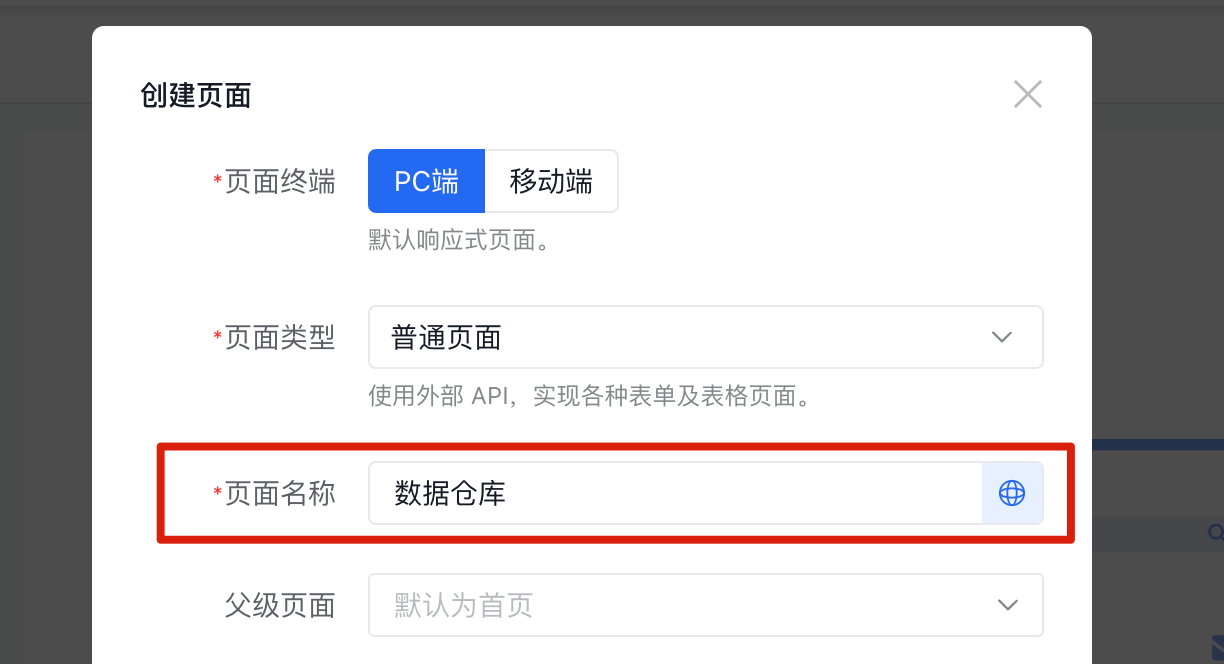 创建页面
*页面终端 PC端 移动端
默认响应式页面。
*页面类型 普通页面
使用外部 API，实现各种表单及表格页面。
*页面名称 数据仓库
父级页面 默认为首页